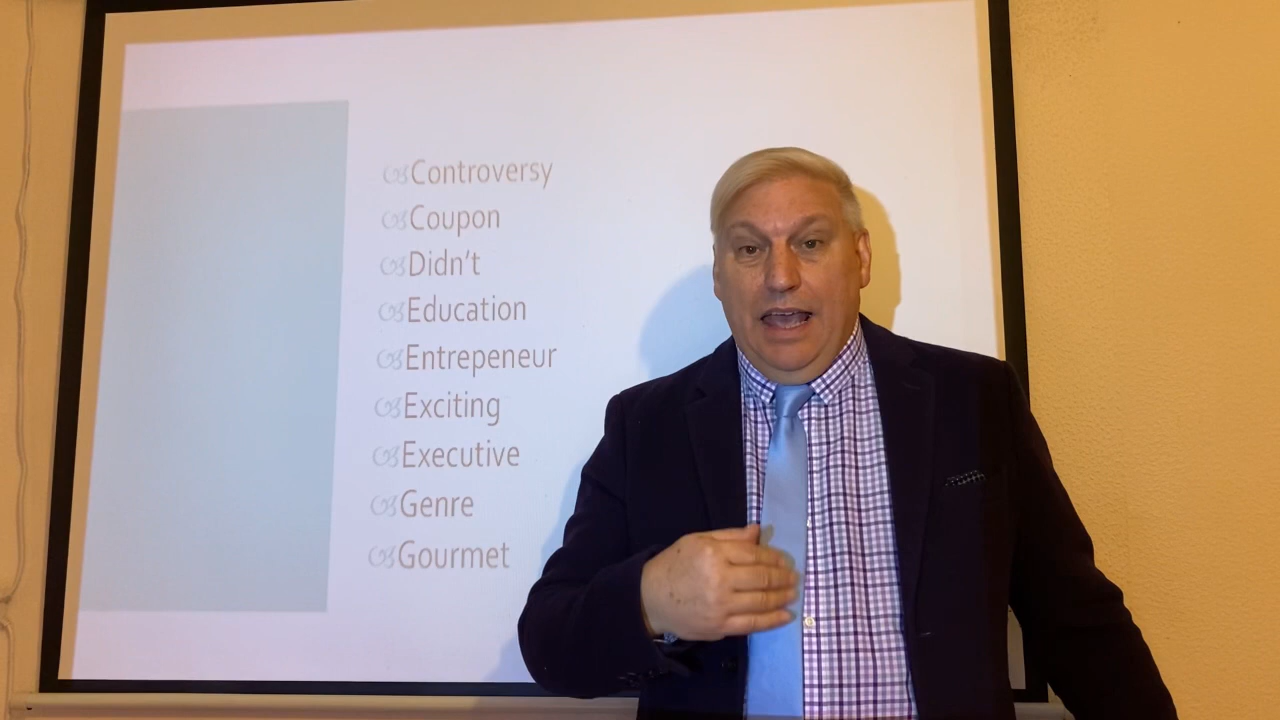 Controversy
Coupon
Didn't
Education
Entrepeneur
Exciting
Executive
Genre
Gourmet